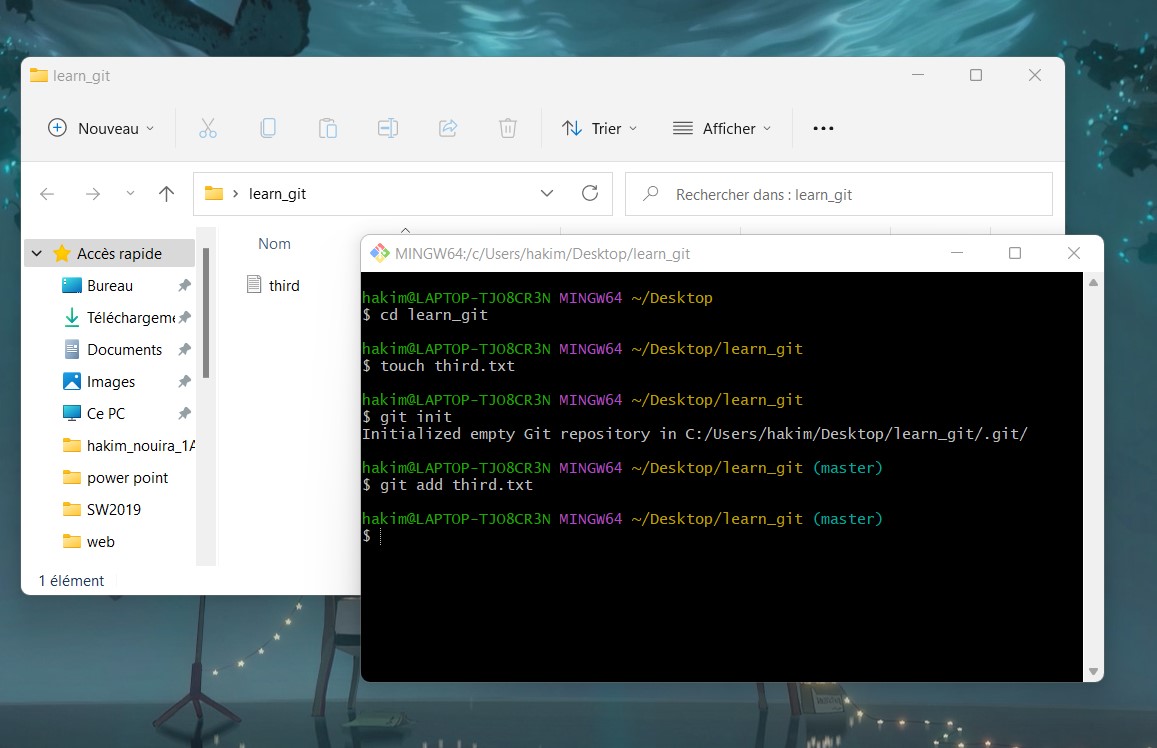 learn_git
Nouveau
Trier
Afficher
learn_git
Rechercher dans : learn_git
Accès rapide
Bureau
Documents
Images
Ce PC
hakim_nouira_1A
power point
SW2019
web
1 élément
Nom
third
MINGW64:/c/Users/hakim/Desktop/learn_git
hakim@LAPTOP-TJO8CR3N MINGW64 ~/Desktop
$ cd learn_git
hakim@LAPTOP-TJO8CR3N MINGW64 ~/Desktop/learn_git
$ touch third.txt
hakim@LAPTOP-TJO8CR3N MINGW64 ~/Desktop/learn_git
$ git init
Initialized empty Git repository in C:/Users/hakim/Desktop/learn_git/.git/
hakim@LAPTOP-TJO8CR3N MINGW64 ~/Desktop/learn_git (master)
$ git add third.txt
hakim@LAPTOP-TJO8CR3N MINGW64 ~/Desktop/learn_git (master)
$